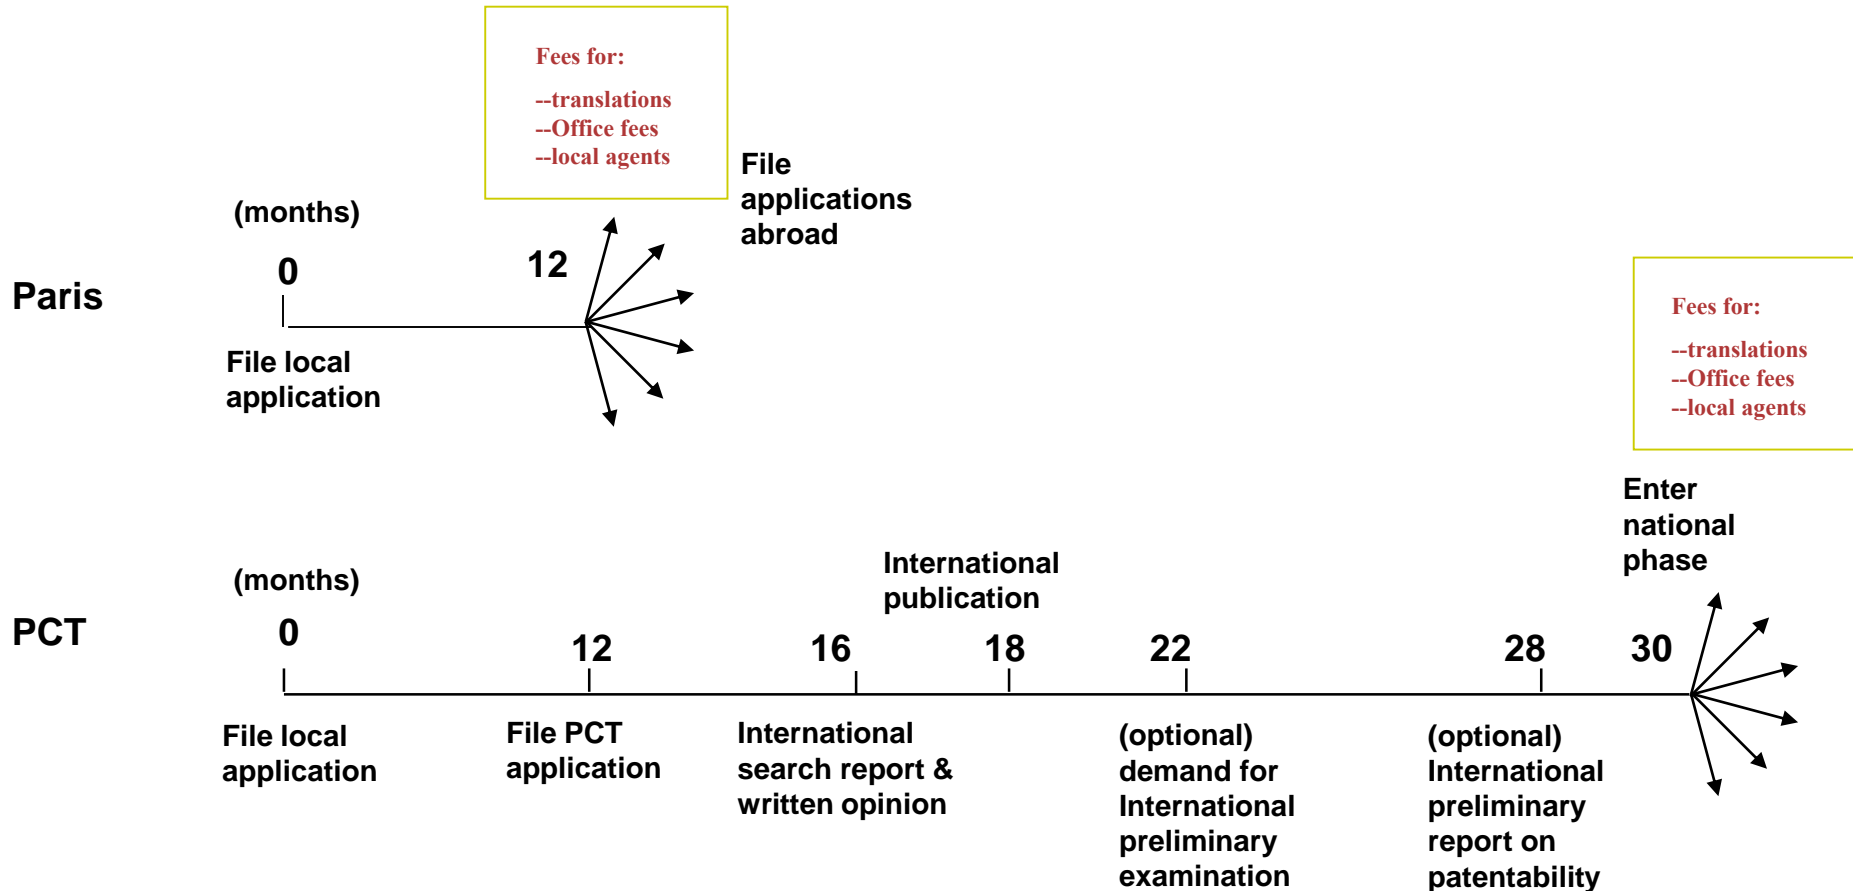 Fees for:
--translations
--Office fees
--local agents
File
applications
abroad
(months)
0
12
Paris
File local
application
Fees for:
--translations
--Office fees
--local agents
Enter
national
phase
International
publication
(months)
PCT
0
12
16
18
22
28
30
File local
application
File PCT
application
International
search report &
written opinion
(optional)
demand for
International
preliminary
examination
(optional)
International
preliminary
report on
patentability